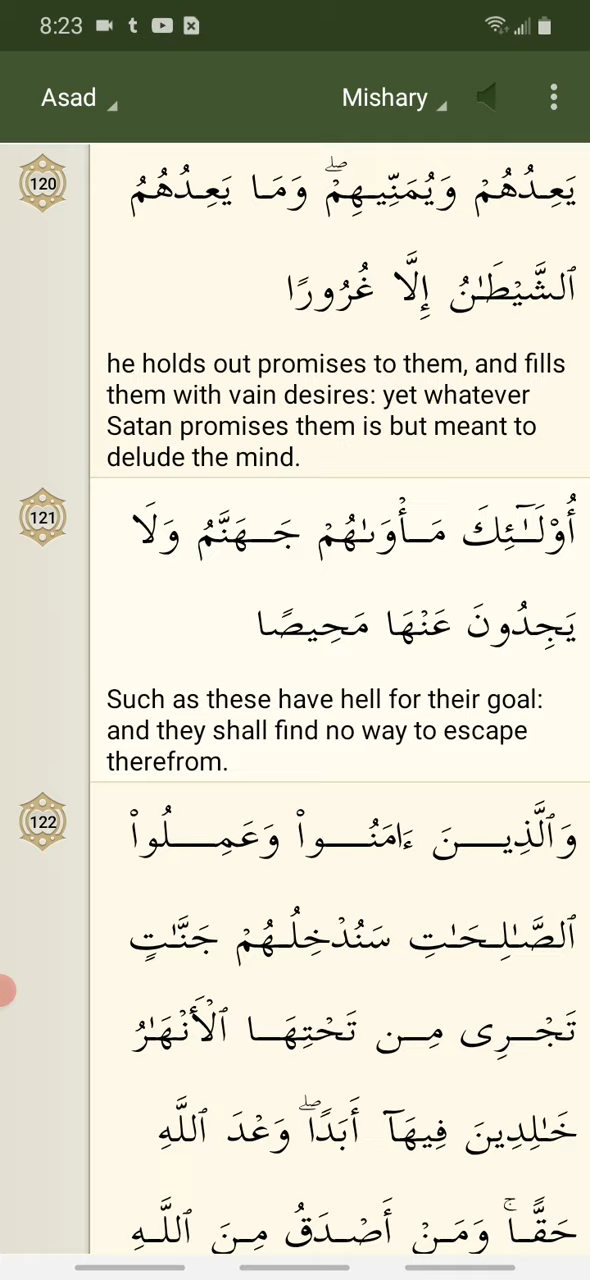 8:23
Asad
Mishary
120
يَعِدُهُمْ وَيُمَنِّيهِمْ ۖ وَمَا يَعِدُهُمُ
ٱلشَّيْطَـٰنُ إِلَّا غُرُورًا
he holds out promises to them, and fills
them with vain desires: yet whatever
Satan promises them is but meant to
delude the mind.
121
أُو۟لَـٰٓئِكَ مَأْوَىٰهُمْ جَهَنَّمُ وَلَا
يَجِدُونَ عَنْهَا مَحِيصًا
Such as these have hell for their goal:
and they shall find no way to escape
therefrom.
122
وَٱلَّذِينَ ءَامَنُوا۟ وَعَمِلُوا۟
ٱلصَّـٰلِحَـٰتِ سَنُدْخِلُهُمْ جَنَّـٰتٍ
تَجْرِى مِن تَحْتِهَا ٱلْأَنْهَـٰرُ
خَـٰلِدِينَ فِيهَآ أَبَدًا ۖ وَعْدَ ٱللَّهِ
حَقًّا ۚ وَمَنْ أَصْدَقُ مِنَ ٱللَّهِ